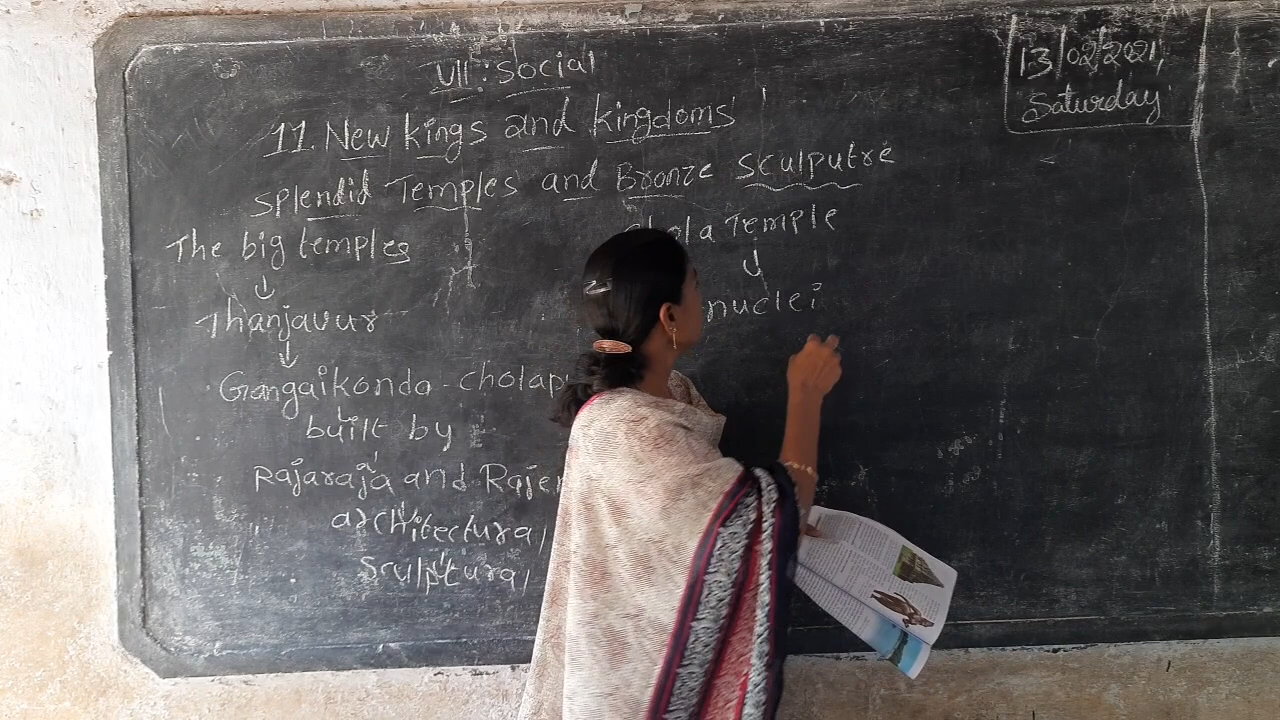 VII : Social
13/02/2021,
Saturday
11. New kings and kingdoms
Splendid Temples and Bronze Sculputre
The big temples
Chola Temple
↓
↓
Thanjavur
nuclei
↓
Gangaikonda - cholap
built by
Rajaraja and Rajen
architectural
Sculptural